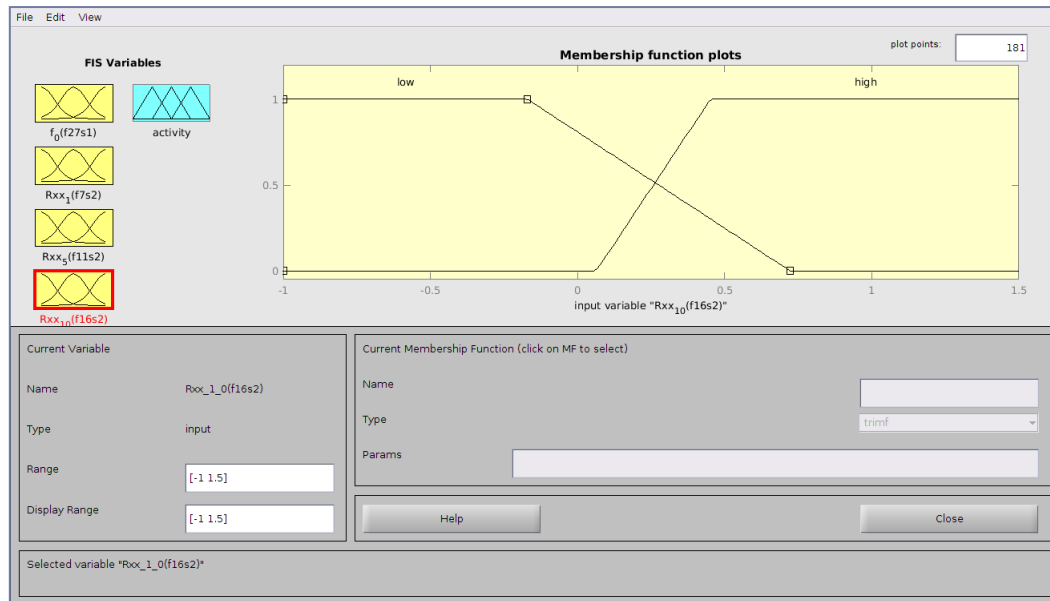 File Edit View
FIS Variables
f0(f27s1)
activity
Rxx1(f7s2)
Rxx5(f11s2)
Rxx10(f16s2)
Membership function plots
plot points:
181
low
high
1
0.5
0
-1
-0.5
0
0.5
1
1.5
input variable "Rxx10(f16s2)"
Current Variable
Name
Rxx_1_0(f16s2)
Type
input
Range
[-1 1.5]
Display Range
[-1 1.5]
Current Membership Function (click on MF to select)
Name
Type
trimf
Params
Help
Close
Selected variable "Rxx_1_0(f16s2)"